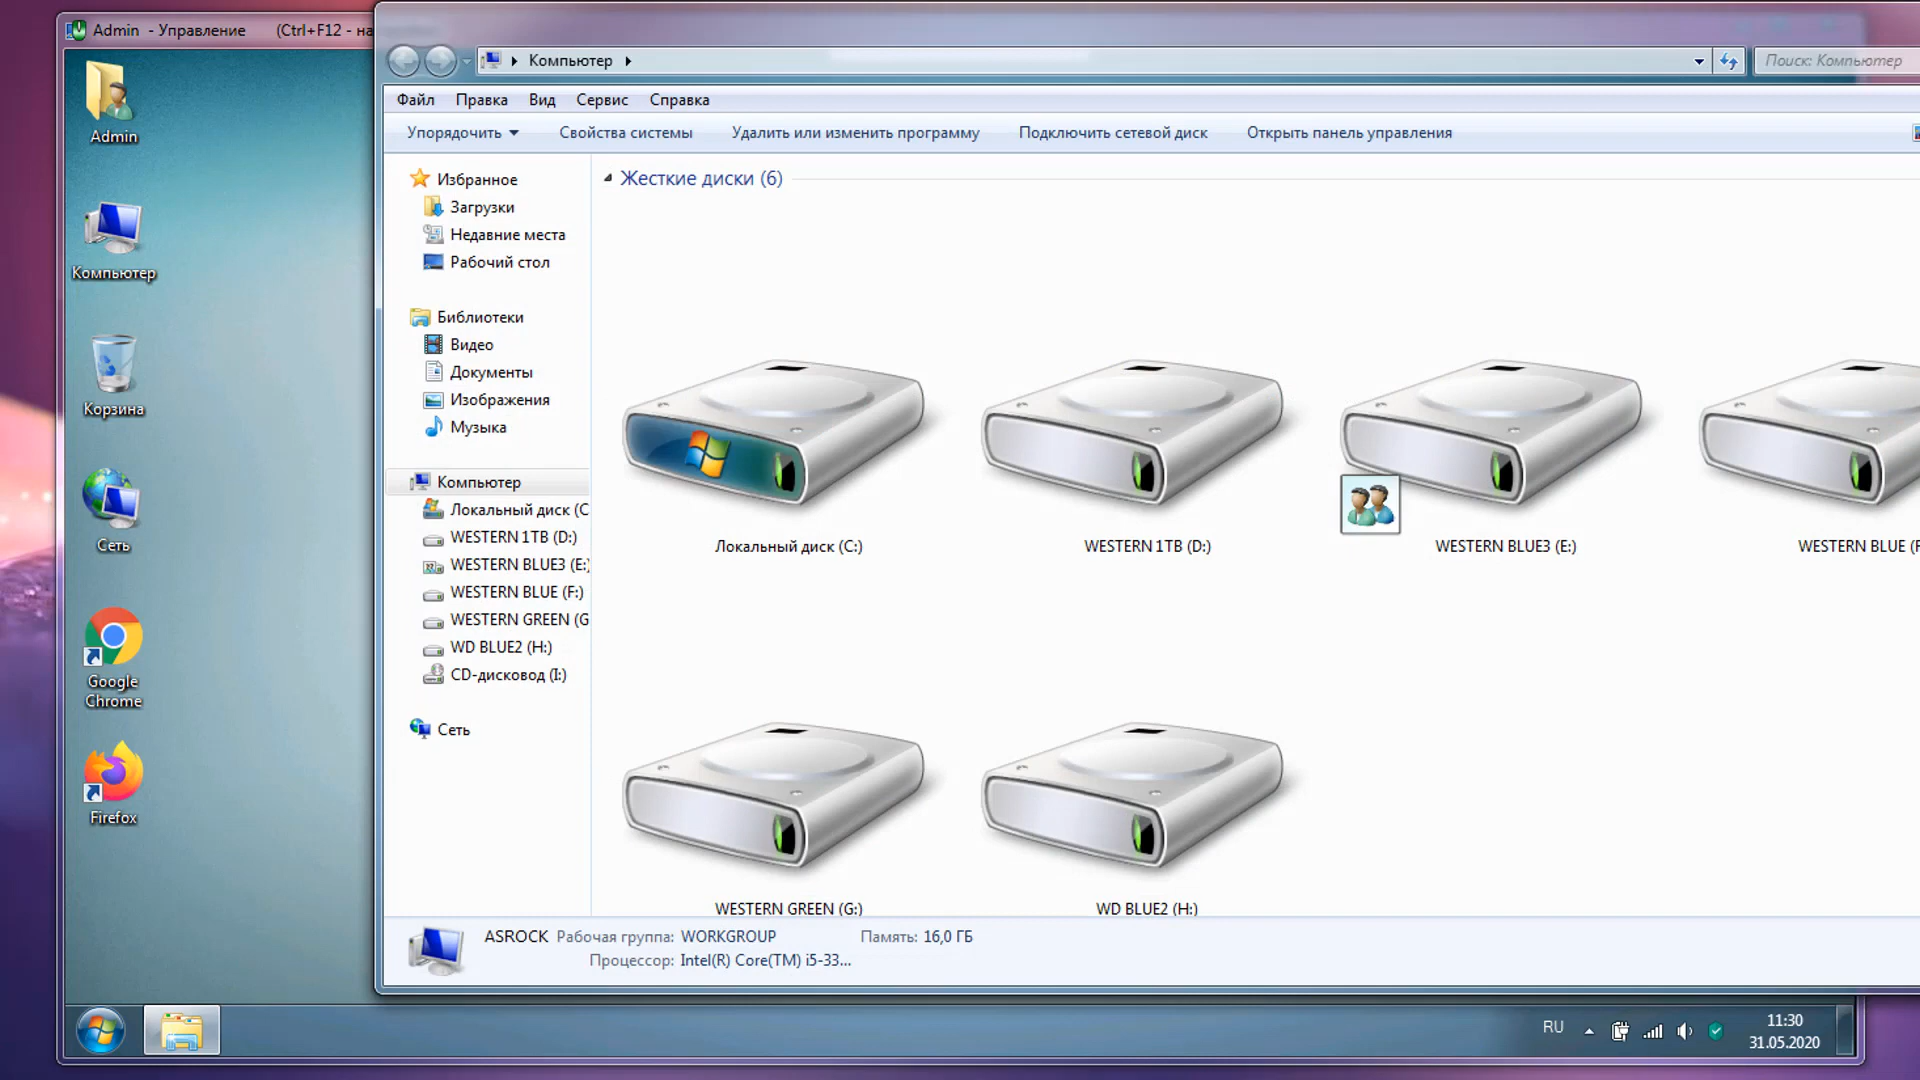 Admin - Управление (Ctrl+F12 - на
Компьютер
Поиск: Компьютер
Файл Правка Вид Сервис Справка
Упорядочить Свойства системы Удалить или изменить программу Подключить сетевой диск Открыть панель управления
Admin
Компьютер
Корзина
Сеть
Google
Chrome
Firefox
Избранное
Загрузки
Недавние места
Рабочий стол
Библиотеки
Видео
Документы
Изображения
Музыка
Компьютер
Локальный диск (C
WESTERN 1TB (D:)
WESTERN BLUE3 (E:)
WESTERN BLUE (F:)
WESTERN GREEN (G
WD BLUE2 (H:)
CD-дисковод (I:)
Сеть
Жесткие диски (6)
Локальный диск (C:)
WESTERN 1TB (D:)
WESTERN BLUE3 (E:)
WESTERN BLUE (F
WESTERN GREEN (G:)
WD BLUE2 (H:)
ASROCK Рабочая группа: WORKGROUP Память: 16,0 ГБ
Процессор: Intel(R) Core(TM) i5-33...
RU
11:30
31.05.2020